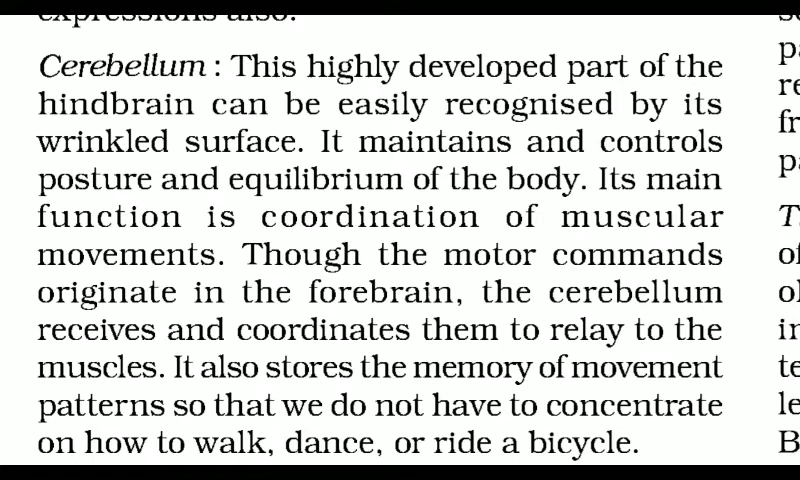 expressions also.
Cerebellum : This highly developed part of the
hindbrain can be easily recognised by its
wrinkled surface. It maintains and controls
posture and equilibrium of the body. Its main
function is coordination of muscular
movements. Though the motor commands
originate in the forebrain, the cerebellum
receives and coordinates them to relay to the
muscles. It also stores the memory of movement
patterns so that we do not have to concentrate
on how to walk, dance, or ride a bicycle.